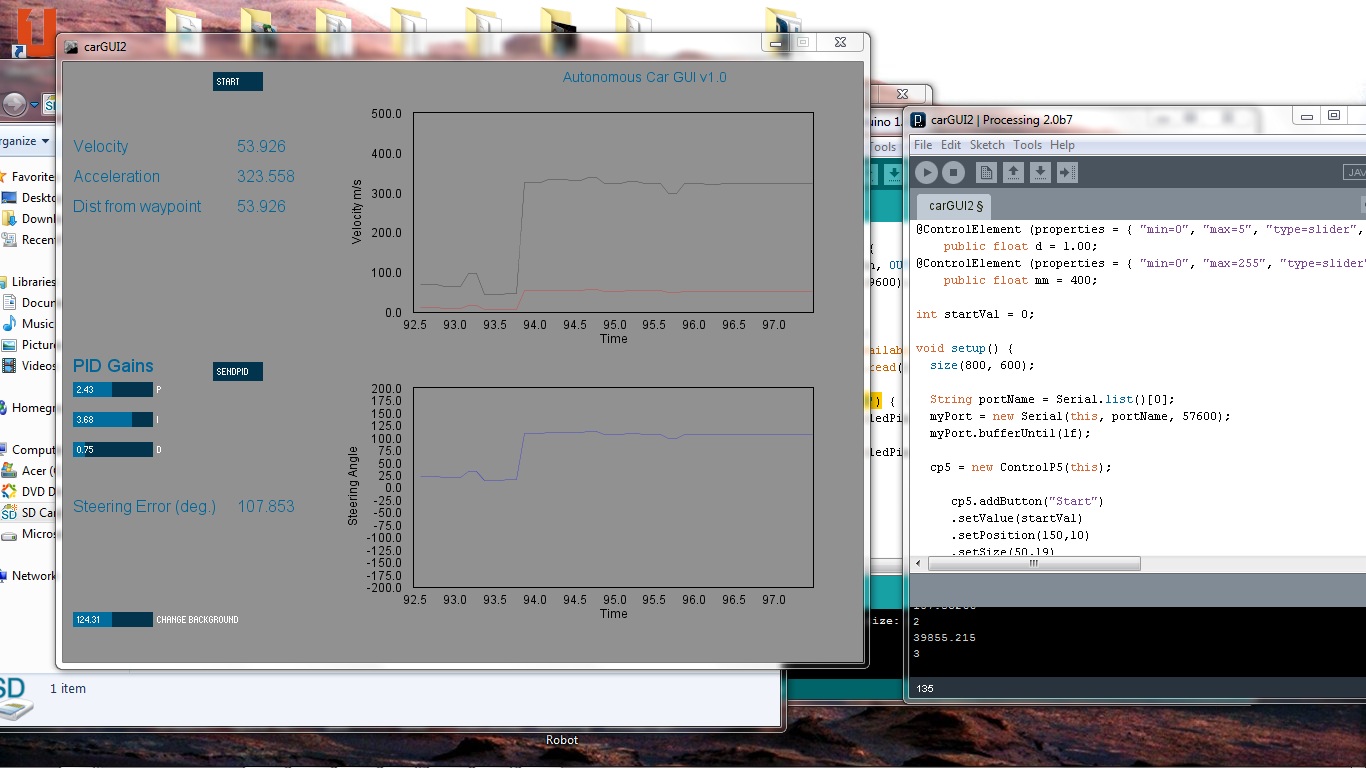 carGUI2
START
Autonomous Car GUI v1.0
Velocity 53.926
Acceleration 323.558
Dist from waypoint 53.926
Velocity m/s
500.0
400.0
300.0
200.0
100.0
0.0
92.5 93.0 93.5 94.0 94.5 95.0 95.5 96.0 96.5 97.0
Time
PID Gains
SENDPID
2.43 P
3.68 I
0.75 D
Steering Error (deg.) 107.853
124.31 CHANGE BACKGROUND
Steering Angle
200.0
175.0
150.0
125.0
100.0
75.0
50.0
25.0
0.0
-25.0
-50.0
-75.0
-100.0
-125.0
-150.0
-175.0
-200.0
92.5 93.0 93.5 94.0 94.5 95.0 95.5 96.0 96.5 97.0
Time
rganize
Favorite
Deskto
Downl
Recen
Libraries
Docun
Music
Picture
Videos
Homegr
Comput
Acer (
DVD D
SD Car
Micros
Network
SD
1 item
Robot
uino 1.
Tools
{
n, OU
9600)
ailab
read(
') {
ledPi
ledPi
ize:
carGUI2 | Processing 2.0b7
File Edit Sketch Tools Help
JAV
carGUI2 §
@ControlElement (properties = { "min=0", "max=5", "type=slider",
public float d = 1.00;
@ControlElement (properties = { "min=0", "max=255", "type=slider"
public float mm = 400;
int startVal = 0;
void setup() {
size(800, 600);
String portName = Serial.list()[0];
myPort = new Serial(this, portName, 57600);
myPort.bufferUntil(lf);
cp5 = new ControlP5(this);
cp5.addButton("Start")
.setValue(startVal)
.setPosition(150,10)
.setSize(50,19)
2
39855.215
3
135